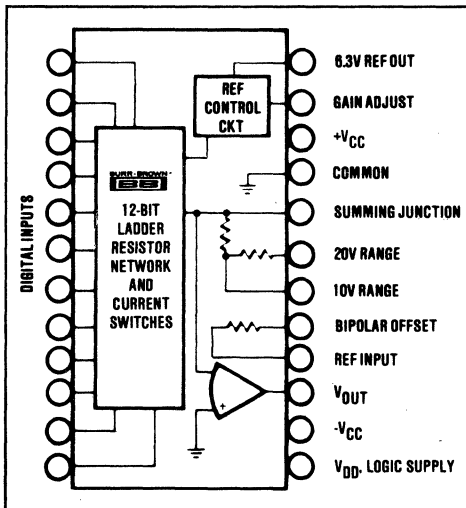 DIGITAL INPUTS
BURR-BROWN
BB
12-BIT
LADDER
RESISTOR
NETWORK
AND
CURRENT
SWITCHES
REF
CONTROL
CKT
6.3V REF OUT
GAIN ADJUST
+VCC
COMMON
SUMMING JUNCTION
20V RANGE
10V RANGE
BIPOLAR OFFSET
REF INPUT
VOUT
-VCC
VDD, LOGIC SUPPLY
+